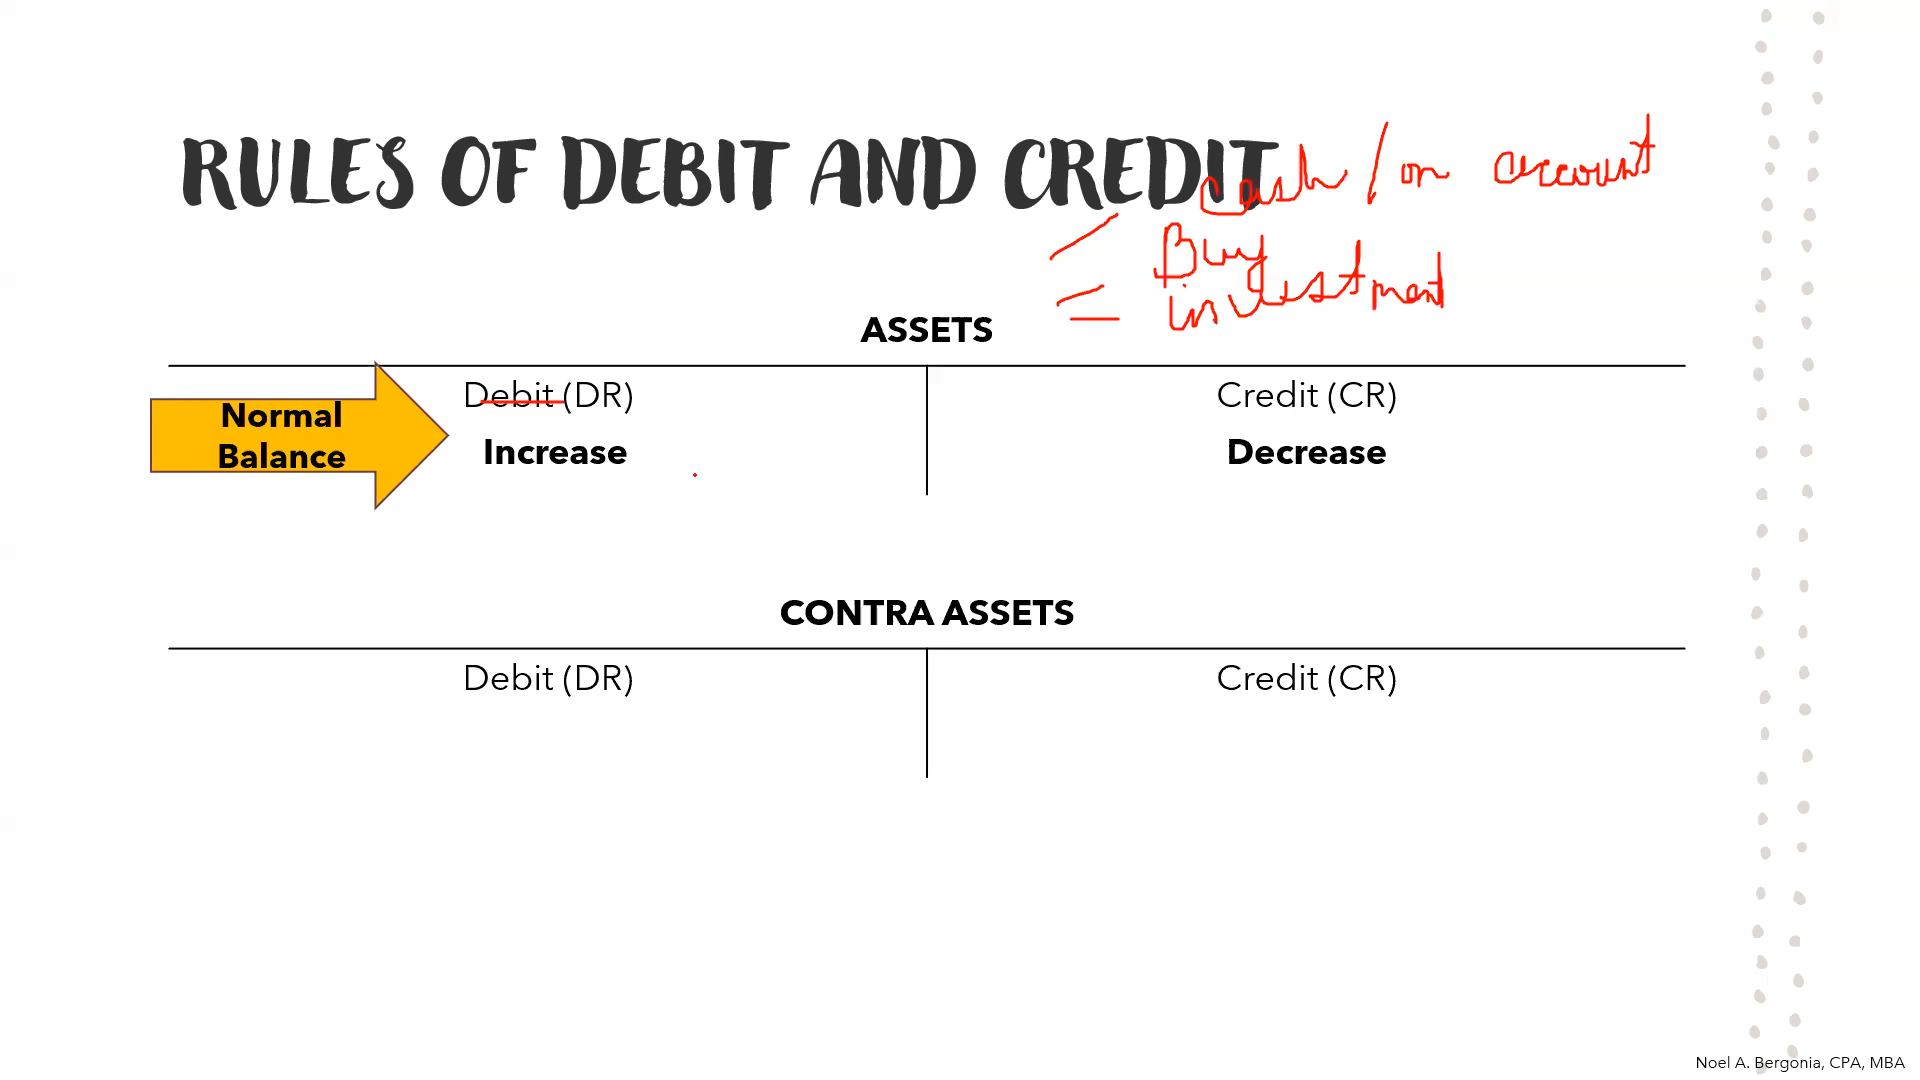 RULES OF DEBIT AND CREDIT
cash / on account
Buy
investment
ASSETS
Debit (DR) Credit (CR)
Normal Balance
Increase Decrease
CONTRA ASSETS
Debit (DR) Credit (CR)
Noel A. Bergonia, CPA, MBA